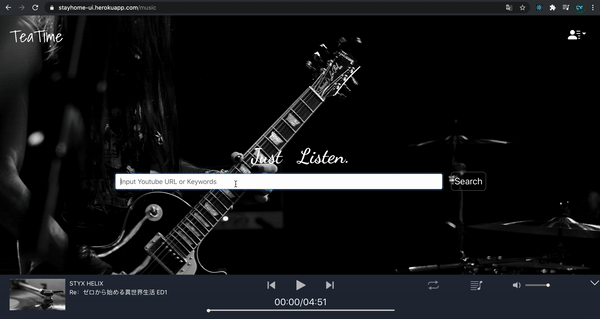 stayhome-ui.herokuapp.com/music
TeaTime
Just Listen.
Input Youtube URL or Keywords
Search
STYX HELIX
Re：ゼロから始める異世界生活 ED1
00:00/04:51